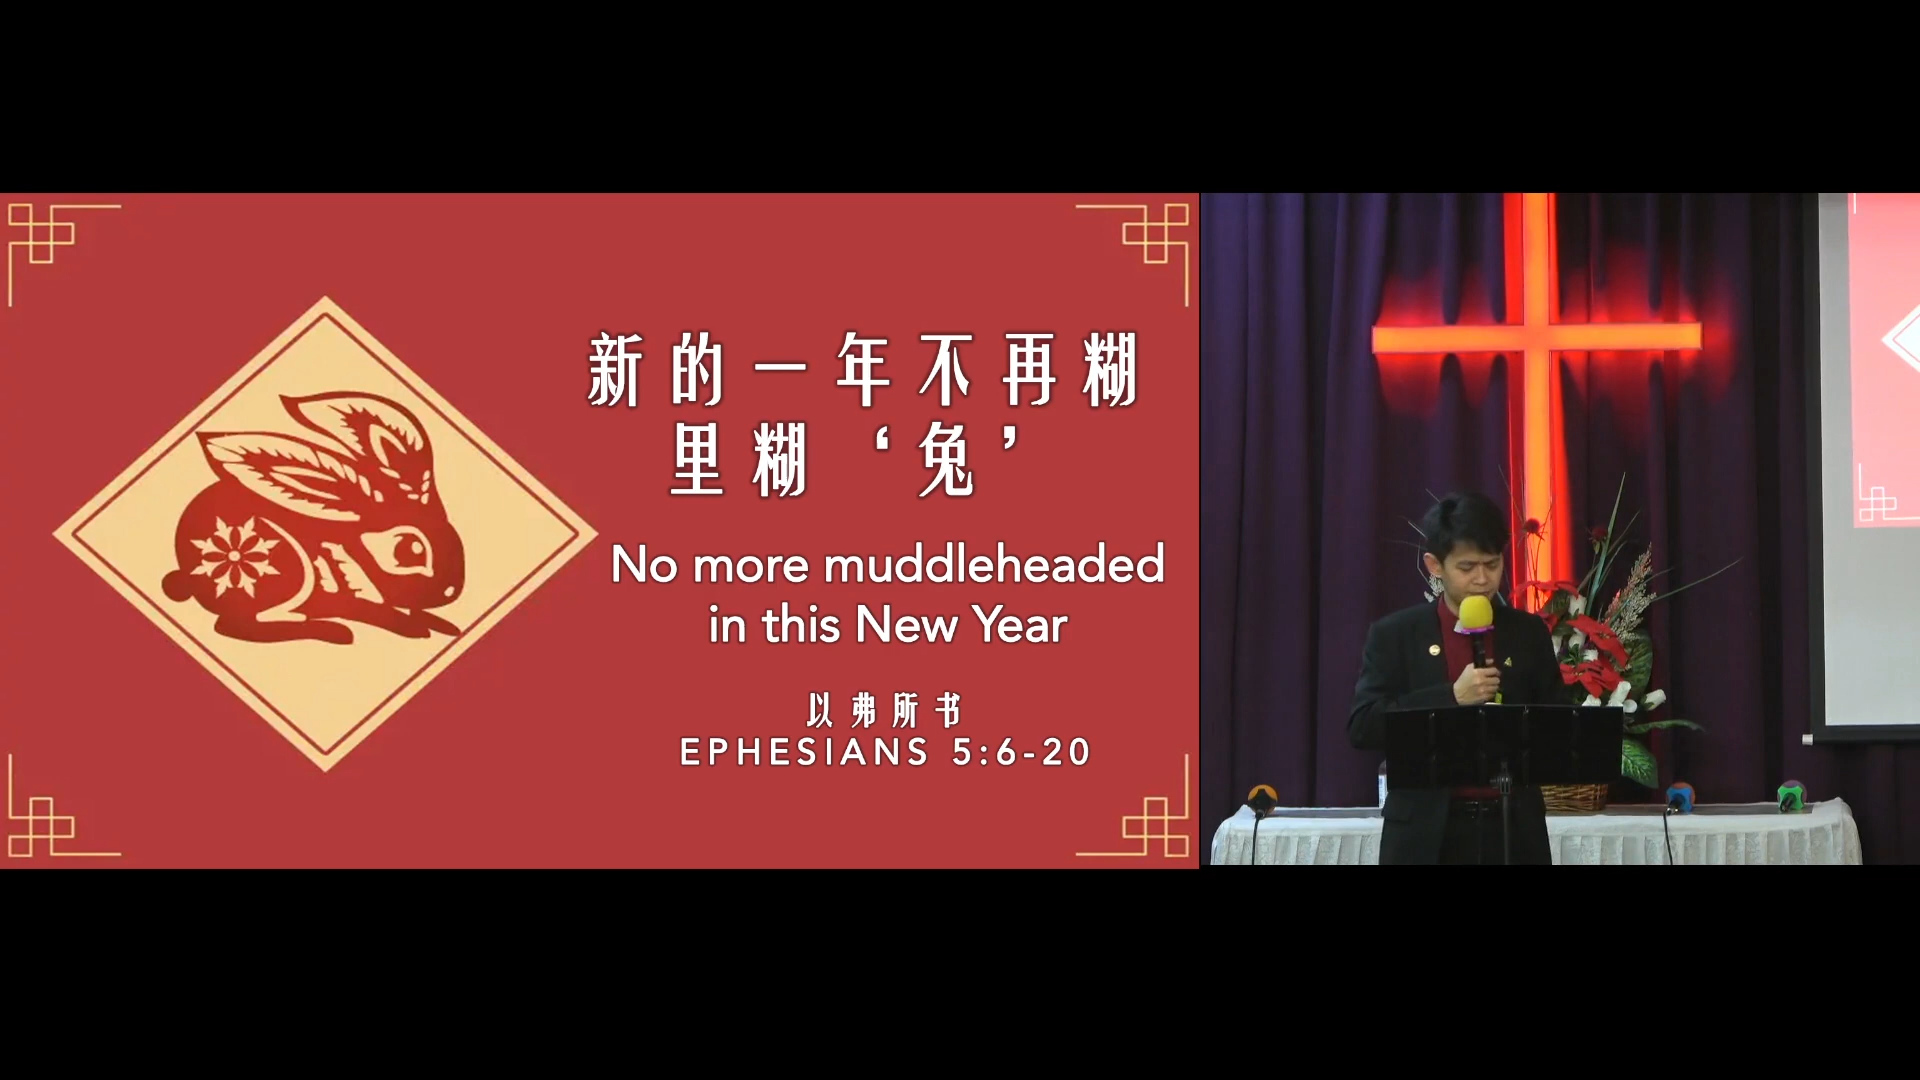 新的一年不再糊
里糊‘兔’
No more muddleheaded
in this New Year
以弗所书
EPHESIANS 5:6-20